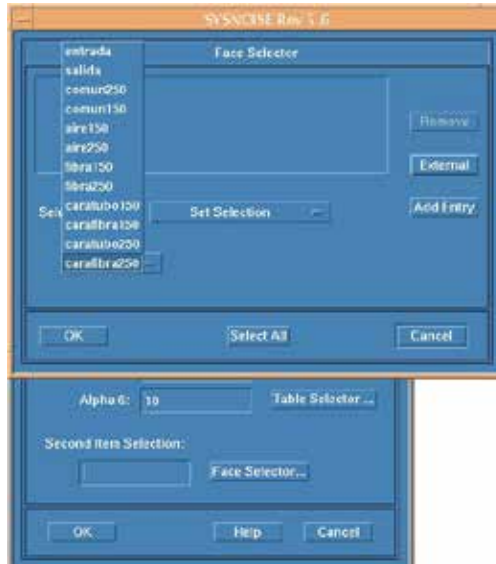 SYSNOISE Rev 5.6
Face Selector
entrada
salida
comun250
comun150
aire150
aire250
fibra150
fibra250
caratubo150
carafibra150
caratubo250
carafibra250
Set Selection
Remove
External
Add Entry
OK Select All Cancel
Alpha 6: 10 Table Selector ...
Second Item Selection:
Face Selector...
OK Help Cancel